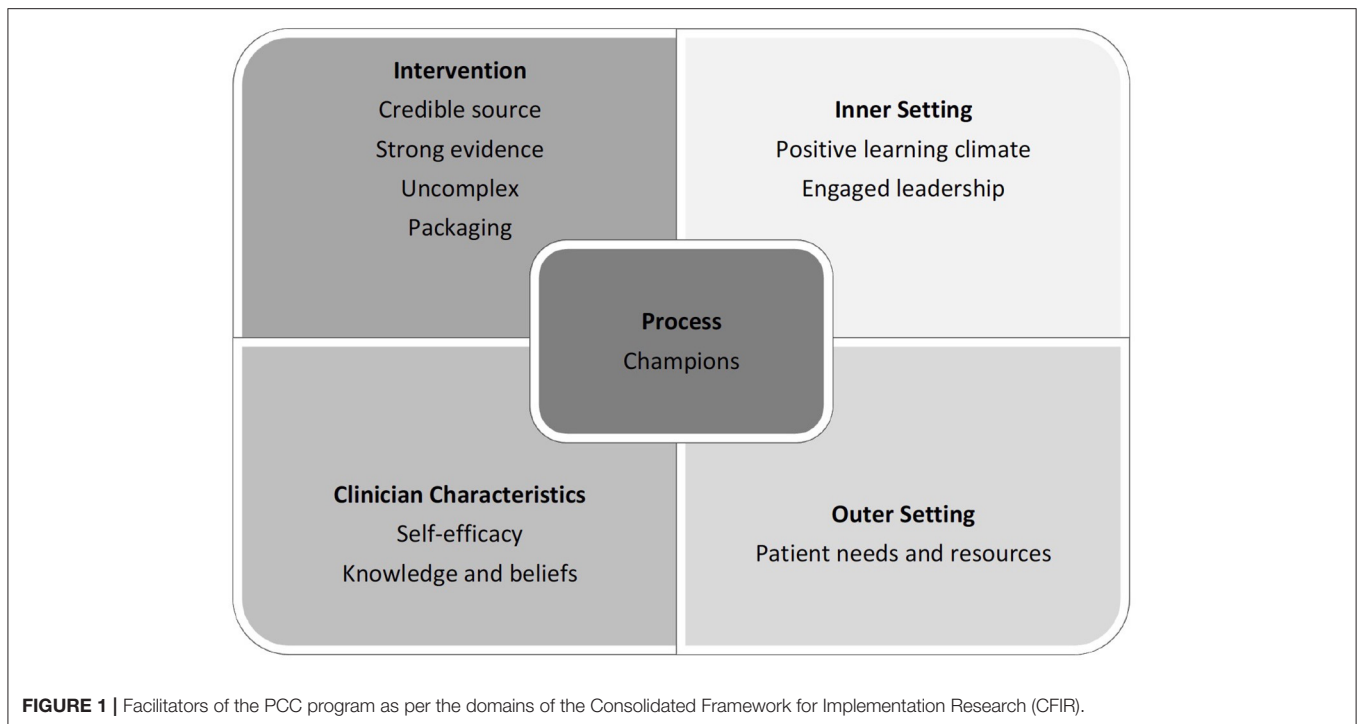 Intervention
Credible source
Strong evidence
Uncomplex
Packaging
Inner Setting
Positive learning climate
Engaged leadership
Process
Champions
Clinician Characteristics
Self-efficacy
Knowledge and beliefs
Outer Setting
Patient needs and resources
FIGURE 1 | Facilitators of the PCC program as per the domains of the Consolidated Framework for Implementation Research (CFIR).